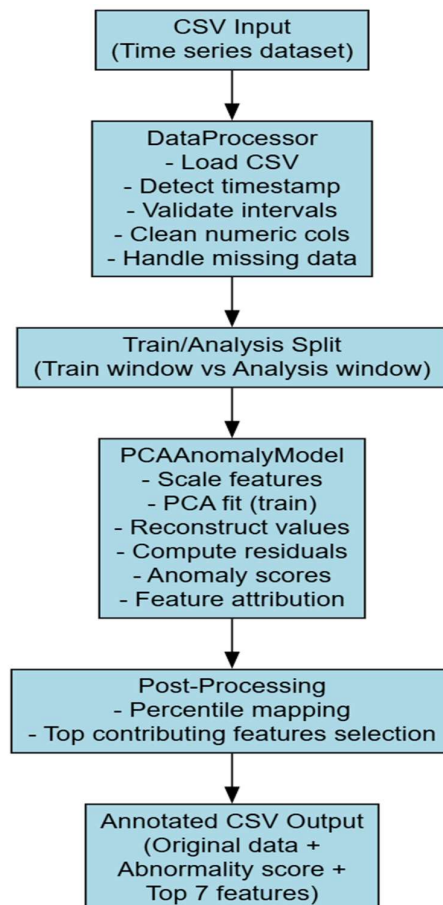 CSV Input
(Time series dataset)
DataProcessor
- Load CSV
- Detect timestamp
- Validate intervals
- Clean numeric cols
- Handle missing data
Train/Analysis Split
(Train window vs Analysis window)
PCAAnomalyModel
- Scale features
- PCA fit (train)
- Reconstruct values
- Compute residuals
- Anomaly scores
- Feature attribution
Post-Processing
- Percentile mapping
- Top contributing features selection
Annotated CSV Output
(Original data +
Abnormality score +
Top 7 features)